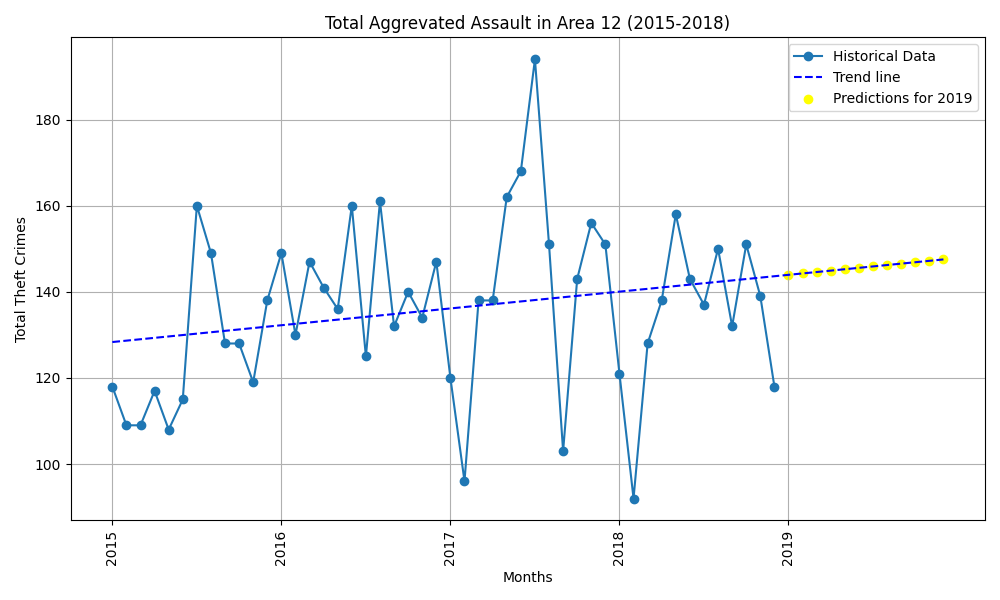 Total Aggrevated Assault in Area 12 (2015-2018)
Historical Data
Trend line
Predictions for 2019
Total Theft Crimes
180
160
140
120
100
2015
2016
2017
2018
2019
Months